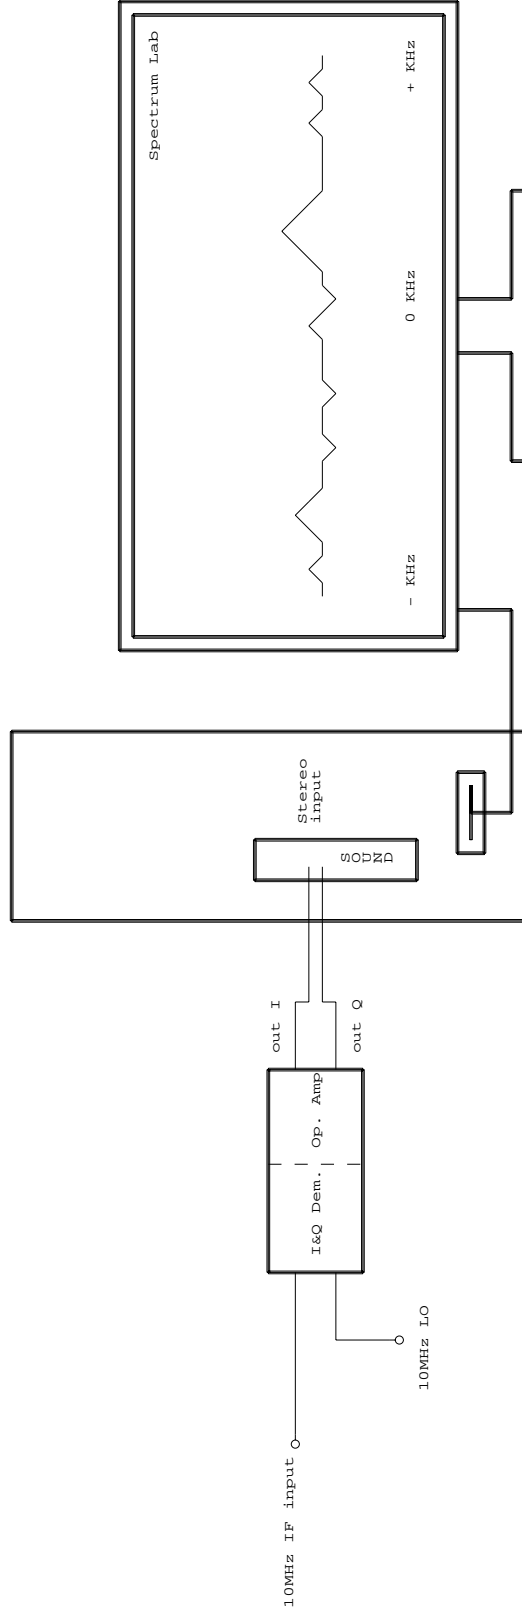 Spectrum Lab
- KHz
0 KHz
+ KHz
Stereo
input
SOUND
out I
out Q
I&Q Dem.
Op. Amp
10MHz LO
10MHz IF input